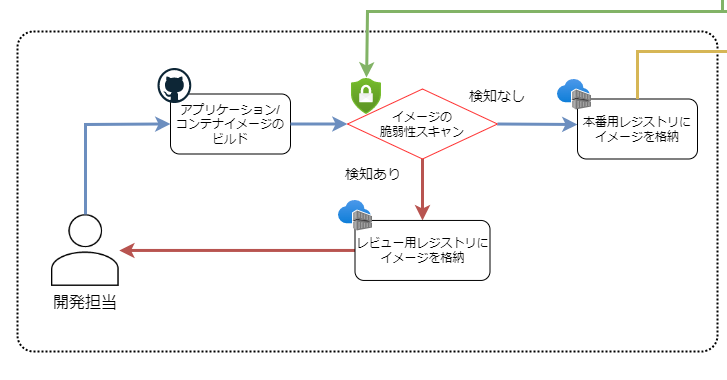 アプリケーション/
コンテナイメージの
ビルド
イメージの
脆弱性スキャン
検知なし
本番用レジストリに
イメージを格納
検知あり
レビュー用レジストリに
イメージを格納
開発担当